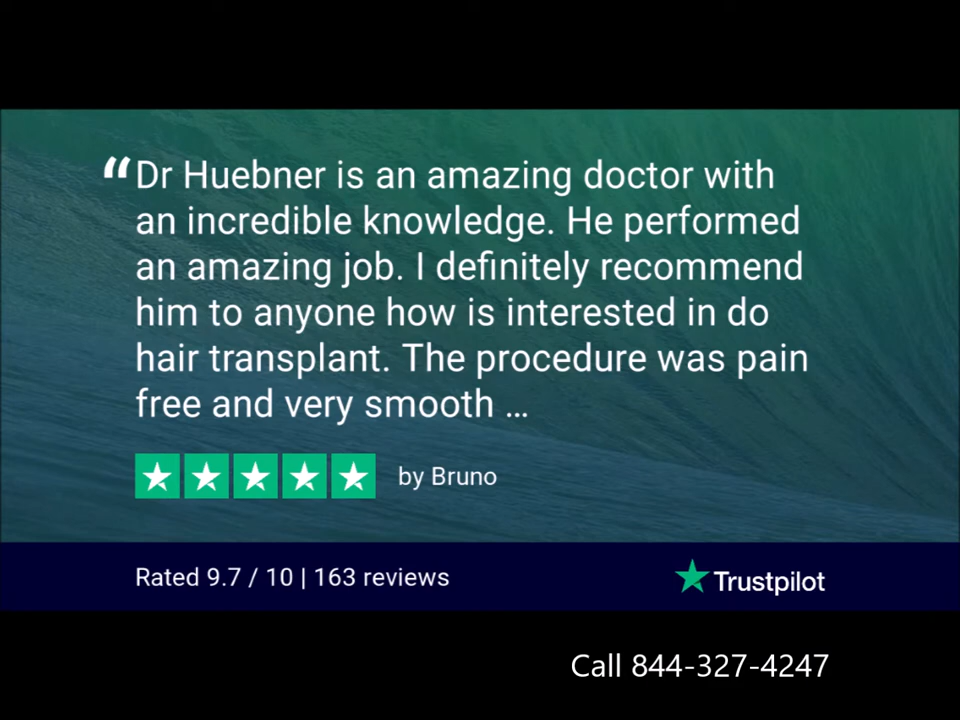 “Dr Huebner is an amazing doctor with
an incredible knowledge. He performed
an amazing job. I definitely recommend
him to anyone how is interested in do
hair transplant. The procedure was pain
free and very smooth ...
by Bruno
Rated 9.7 / 10 | 163 reviews
Trustpilot
Call 844-327-4247